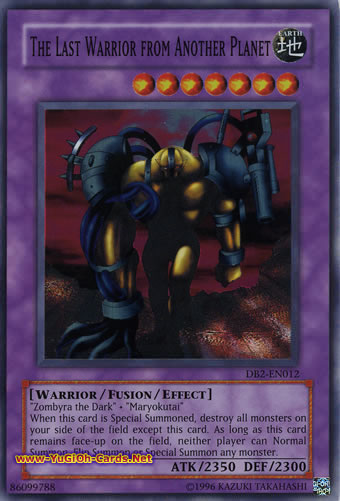 THE LAST WARRIOR FROM ANOTHER PLANET
EARTH
地
DB2-EN012
[WARRIOR/FUSION/EFFECT]
"Zombyra the Dark" + "Maryokutai"
When this card is Special Summoned, destroy all monsters on
your side of the field except this card. As long as this card
remains face-up on the field, neither player can Normal
Summon, Flip Summon or Special Summon any monster.
www.YuGiOh-Cards.Net
ATK/2350 DEF/2300
86099788
©1996 KAZUKI TAKAHASHI